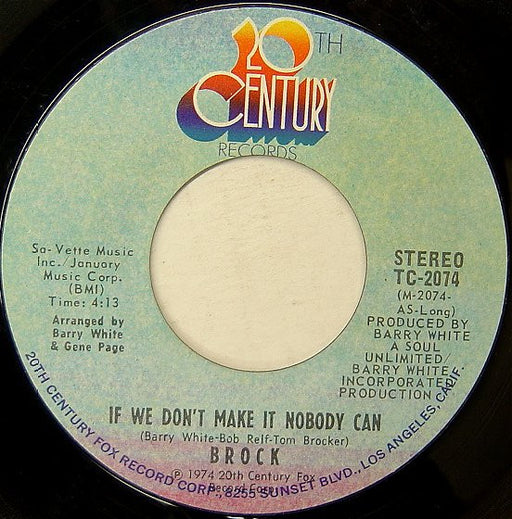 20TH
CENTURY
RECORDS
Sa-Vette Music
Inc./January
Music Corp.
(BMI)
Time: 4:13
Arranged by
Barry White
& Gene Page
STEREO
TC-2074
(M-2074-
AS-Long)
PRODUCED BY
BARRY WHITE
A SOUL
UNLIMITED/
BARRY WHITE
INCORPORATED
PRODUCTION
IF WE DON'T MAKE IT NOBODY CAN
(Barry White-Bob Relf-Tom Brocker)
BROCK
℗ 1974 20th Century Fox
Record Corp.
20TH CENTURY FOX RECORD CORP., 8255 SUNSET BLVD., LOS ANGELES, CALIF.